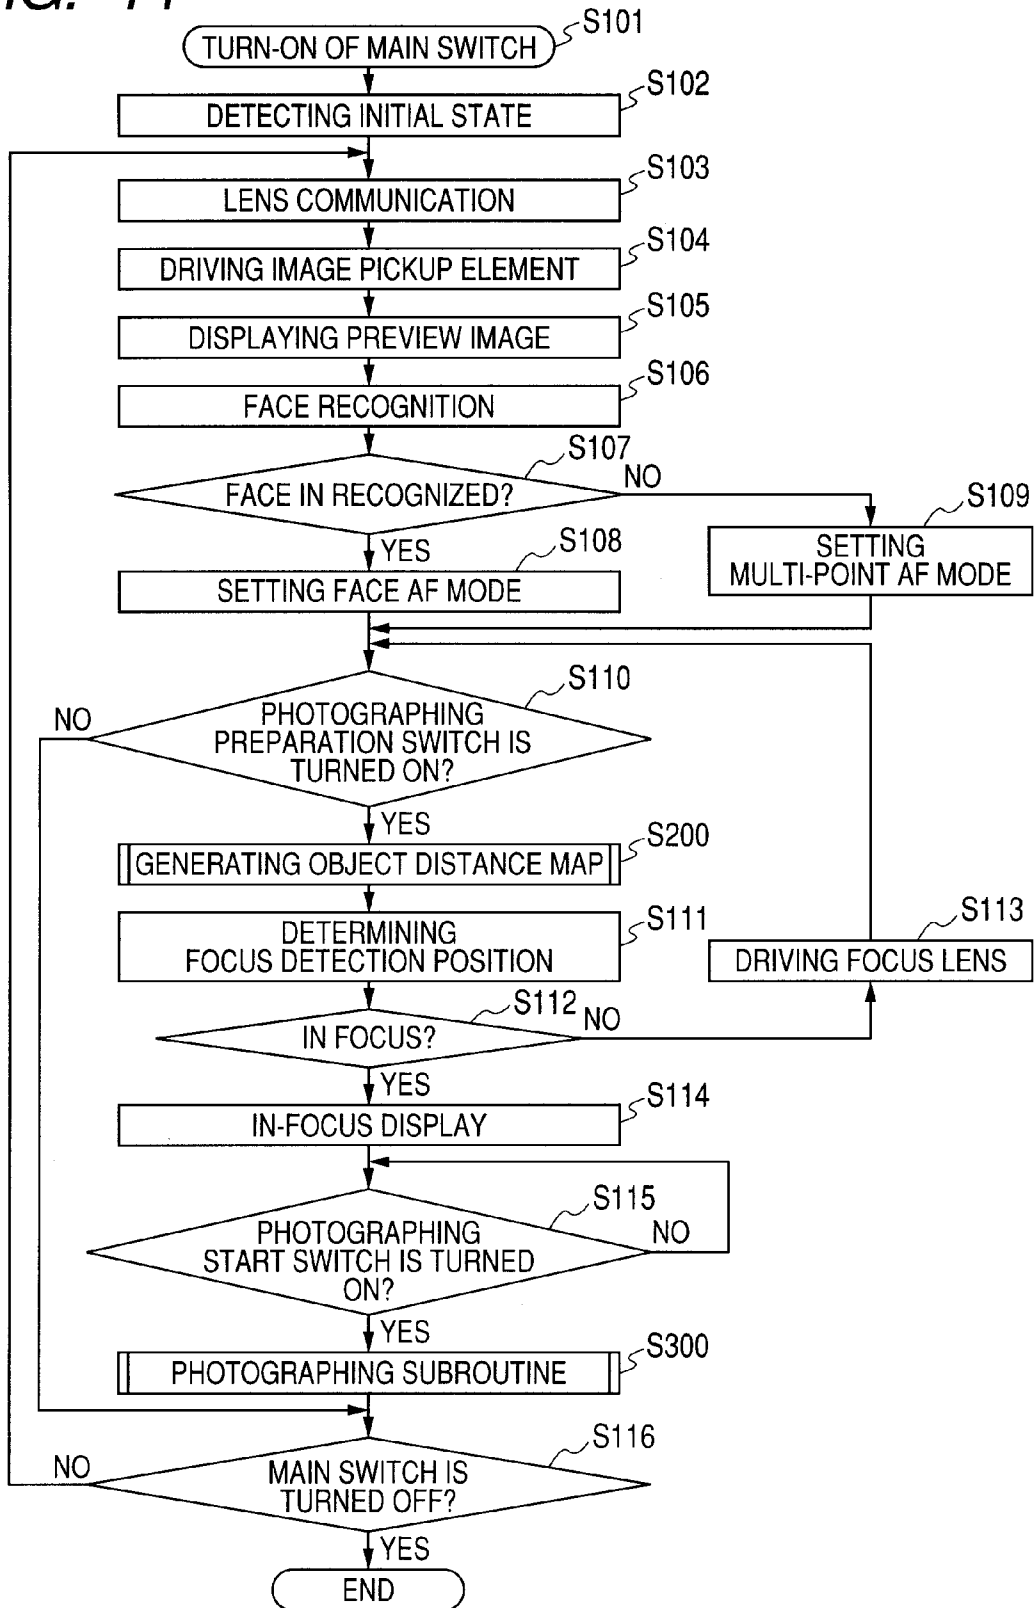 TURN-ON OF MAIN SWITCH
S101
DETECTING INITIAL STATE
S102
LENS COMMUNICATION
S103
DRIVING IMAGE PICKUP ELEMENT
S104
DISPLAYING PREVIEW IMAGE
S105
FACE RECOGNITION
S106
FACE IN RECOGNIZED?
S107
NO
YES
SETTING
MULTI-POINT AF MODE
S109
SETTING FACE AF MODE
S108
PHOTOGRAPHING
PREPARATION SWITCH IS
TURNED ON?
S110
NO
YES
GENERATING OBJECT DISTANCE MAP
S200
DETERMINING
FOCUS DETECTION POSITION
S111
DRIVING FOCUS LENS
S113
IN FOCUS?
S112
NO
YES
IN-FOCUS DISPLAY
S114
PHOTOGRAPHING
START SWITCH IS TURNED
ON?
S115
NO
YES
PHOTOGRAPHING SUBROUTINE
S300
MAIN SWITCH IS
TURNED OFF?
S116
NO
YES
END